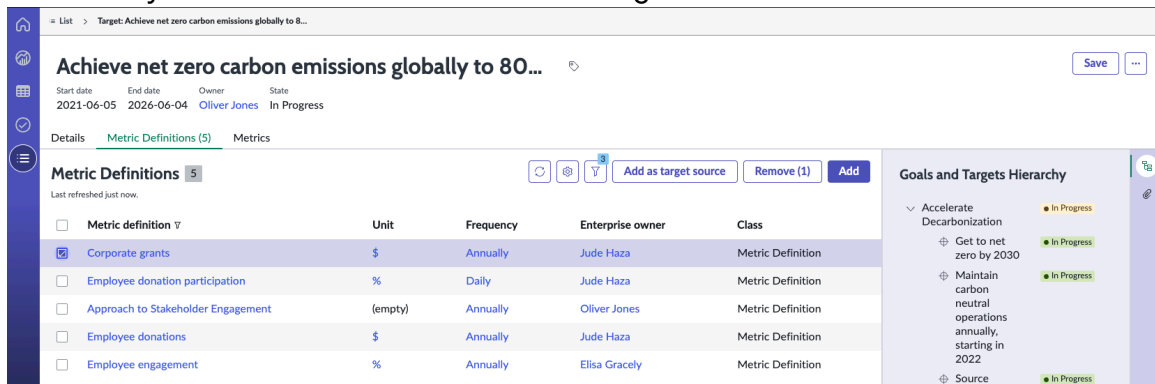 List > Target: Achieve net zero carbon emissions globally to 8...
Achieve net zero carbon emissions globally to 80...
Save
...
Start date End date Owner State
2021-06-05 2026-06-04 Oliver Jones In Progress
Details Metric Definitions (5) Metrics
Metric Definitions 5
3
Add as target source Remove (1) Add
Last refreshed just now.
Metric definition Unit Frequency Enterprise owner Class
Corporate grants $ Annually Jude Haza Metric Definition
Employee donation participation % Daily Jude Haza Metric Definition
Approach to Stakeholder Engagement (empty) Annually Oliver Jones Metric Definition
Employee donations $ Annually Jude Haza Metric Definition
Employee engagement % Annually Elisa Gracely Metric Definition
Goals and Targets Hierarchy
Accelerate In Progress
Decarbonization
Get to net In Progress
zero by 2030
Maintain In Progress
carbon
neutral
operations
annually,
starting in
2022
Source In Progress